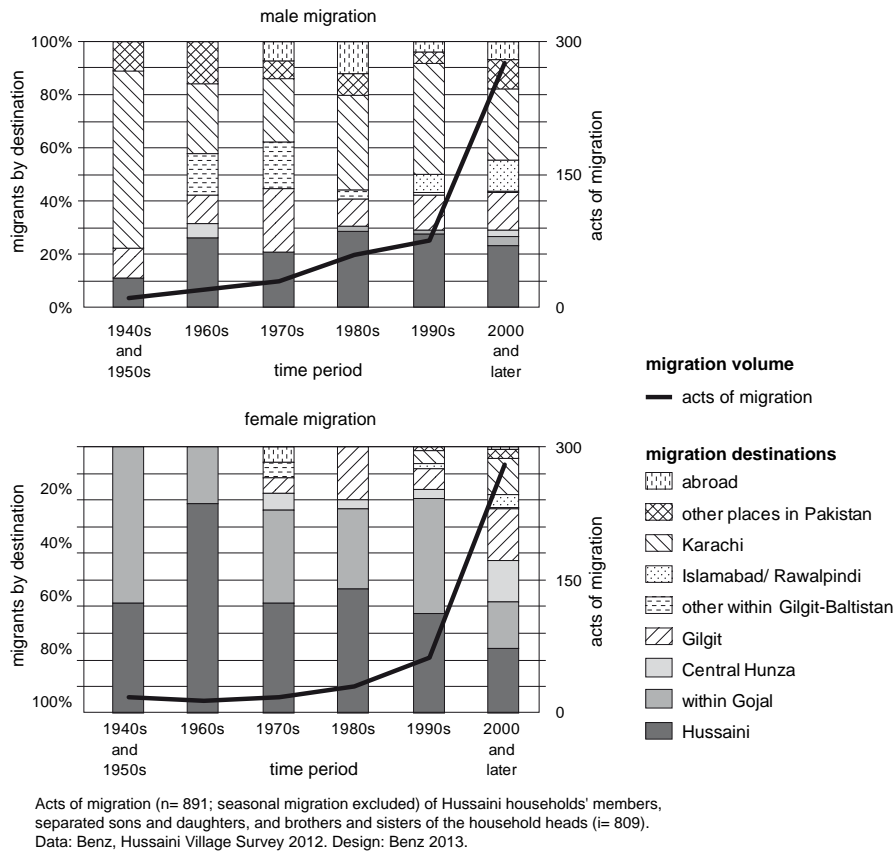 male migration
100%
80%
60%
40%
20%
0%
migrants by destination
300
150
0
acts of migration
1940s and 1950s
1960s
1970s
1980s
1990s
2000 and later
time period
female migration
20%
40%
60%
80%
100%
migrants by destination
300
150
0
acts of migration
1940s and 1950s
1960s
1970s
1980s
1990s
2000 and later
time period
migration volume
acts of migration
migration destinations
abroad
other places in Pakistan
Karachi
Islamabad/ Rawalpindi
other within Gilgit-Baltistan
Gilgit
Central Hunza
within Gojal
Hussaini
Acts of migration (n= 891; seasonal migration excluded) of Hussaini households' members,
separated sons and daughters, and brothers and sisters of the household heads (i= 809).
Data: Benz, Hussaini Village Survey 2012. Design: Benz 2013.